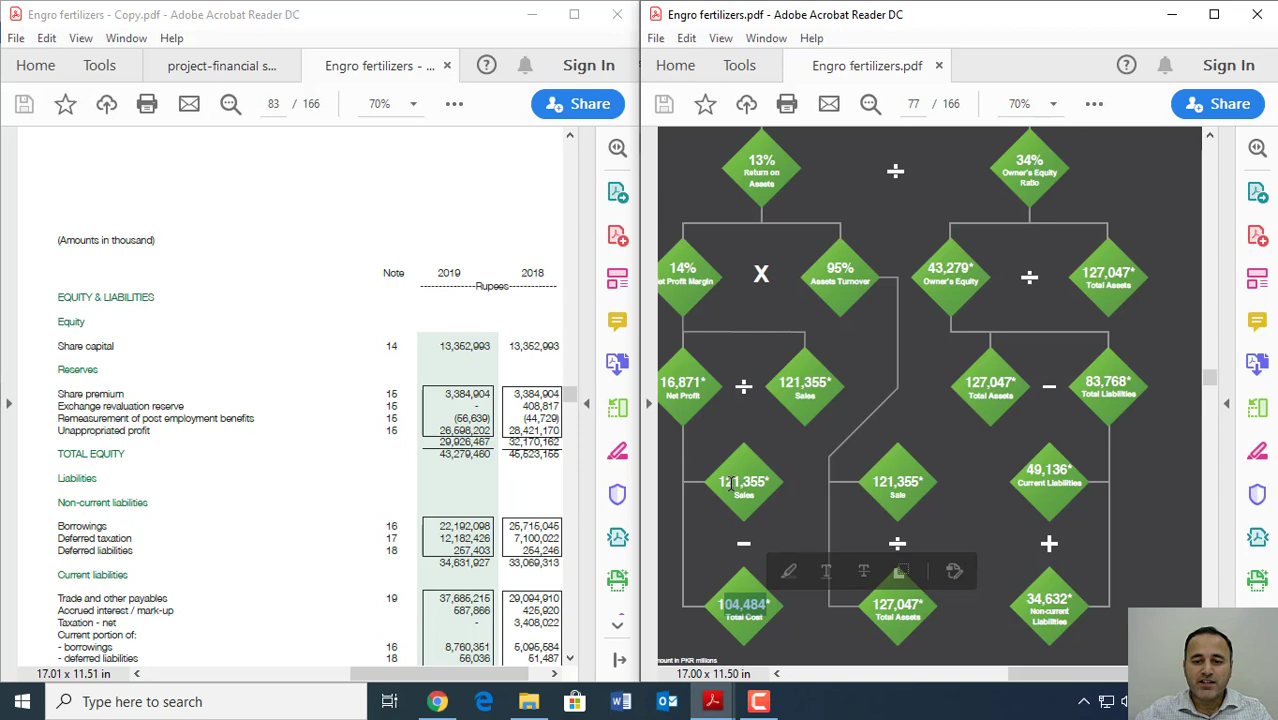 Engro fertilizers - Copy.pdf - Adobe Acrobat Reader DC
File Edit View Window Help
Home Tools project-financial s... Engro fertilizers - ... × Sign In
83 / 166 70% Share
(Amounts in thousand)
Note 2019 2018
---------------Rupees------------
EQUITY & LIABILITIES
Equity
Share capital 14 13,352,993 13,352,993
Reserves
Share premium 15 3,384,904 3,384,904
Exchange revaluation reserve 15 - 408,817
Remeasurement of post employment benefits 15 (56,639) (44,729)
Unappropriated profit 15 26,598,202 28,421,170
29,926,467 32,170,162
TOTAL EQUITY 43,279,460 45,523,155
Liabilities
Non-current liabilities
Borrowings 16 22,192,098 25,715,045
Deferred taxation 17 12,182,426 7,100,022
Deferred liabilities 18 257,403 254,246
34,631,927 33,069,313
Current liabilities
Trade and other payables 19 37,685,215 29,094,910
Accrued interest / mark-up 587,866 425,920
Taxation - net - 3,408,022
Current portion of:
- borrowings 16 8,760,351 5,095,584
- deferred liabilities 18 56,036 51,487
17.01 x 11.51 in
Engro fertilizers.pdf - Adobe Acrobat Reader DC
File Edit View Window Help
Home Tools Engro fertilizers.pdf × Sign In
77 / 166 70% Share
13%
Return on
Assets
÷
34%
Owner's Equity
Ratio
14%
et Profit Margin
X
95%
Assets Turnover
43,279*
Owner's Equity
÷
127,047*
Total Assets
16,871*
Net Profit
÷
121,355*
Sales
127,047*
Total Assets
−
83,768*
Total Liabilities
121,355*
Sales
121,355*
Sale
49,136*
Current Liabilities
−
÷
+
104,484*
Total Cost
127,047*
Total Assets
34,632*
Non-current
Liabilities
mount in PKR millions
17.00 x 11.50 in
Type here to search